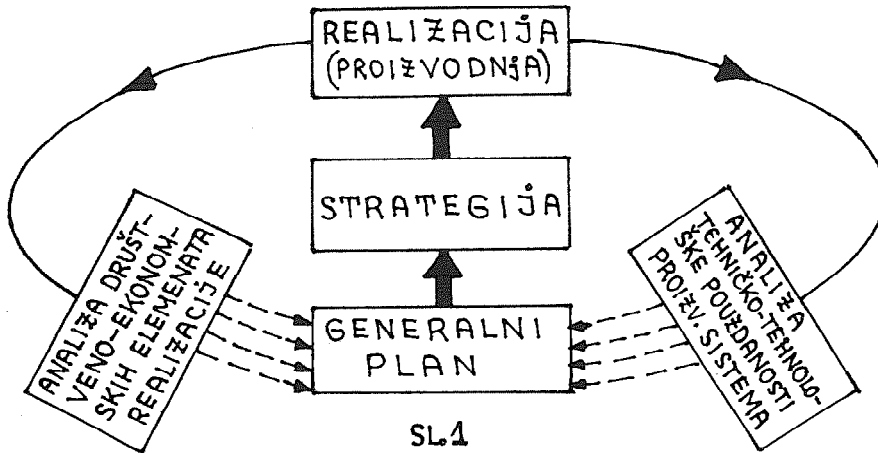 REALIZACIJA
(PROIZVODNJA)
STRATEGIJA
GENERALNI
PLAN
ANALIZA DRUŠT-
VENO-EKONOM-
SKIH ELEMENATA
REALIZACIJE
ANALIZA
TEHNIČKO-TEHNOLO-
ŠKE POUZDANOSTI
PROIZV. SISTEMA
SL.1